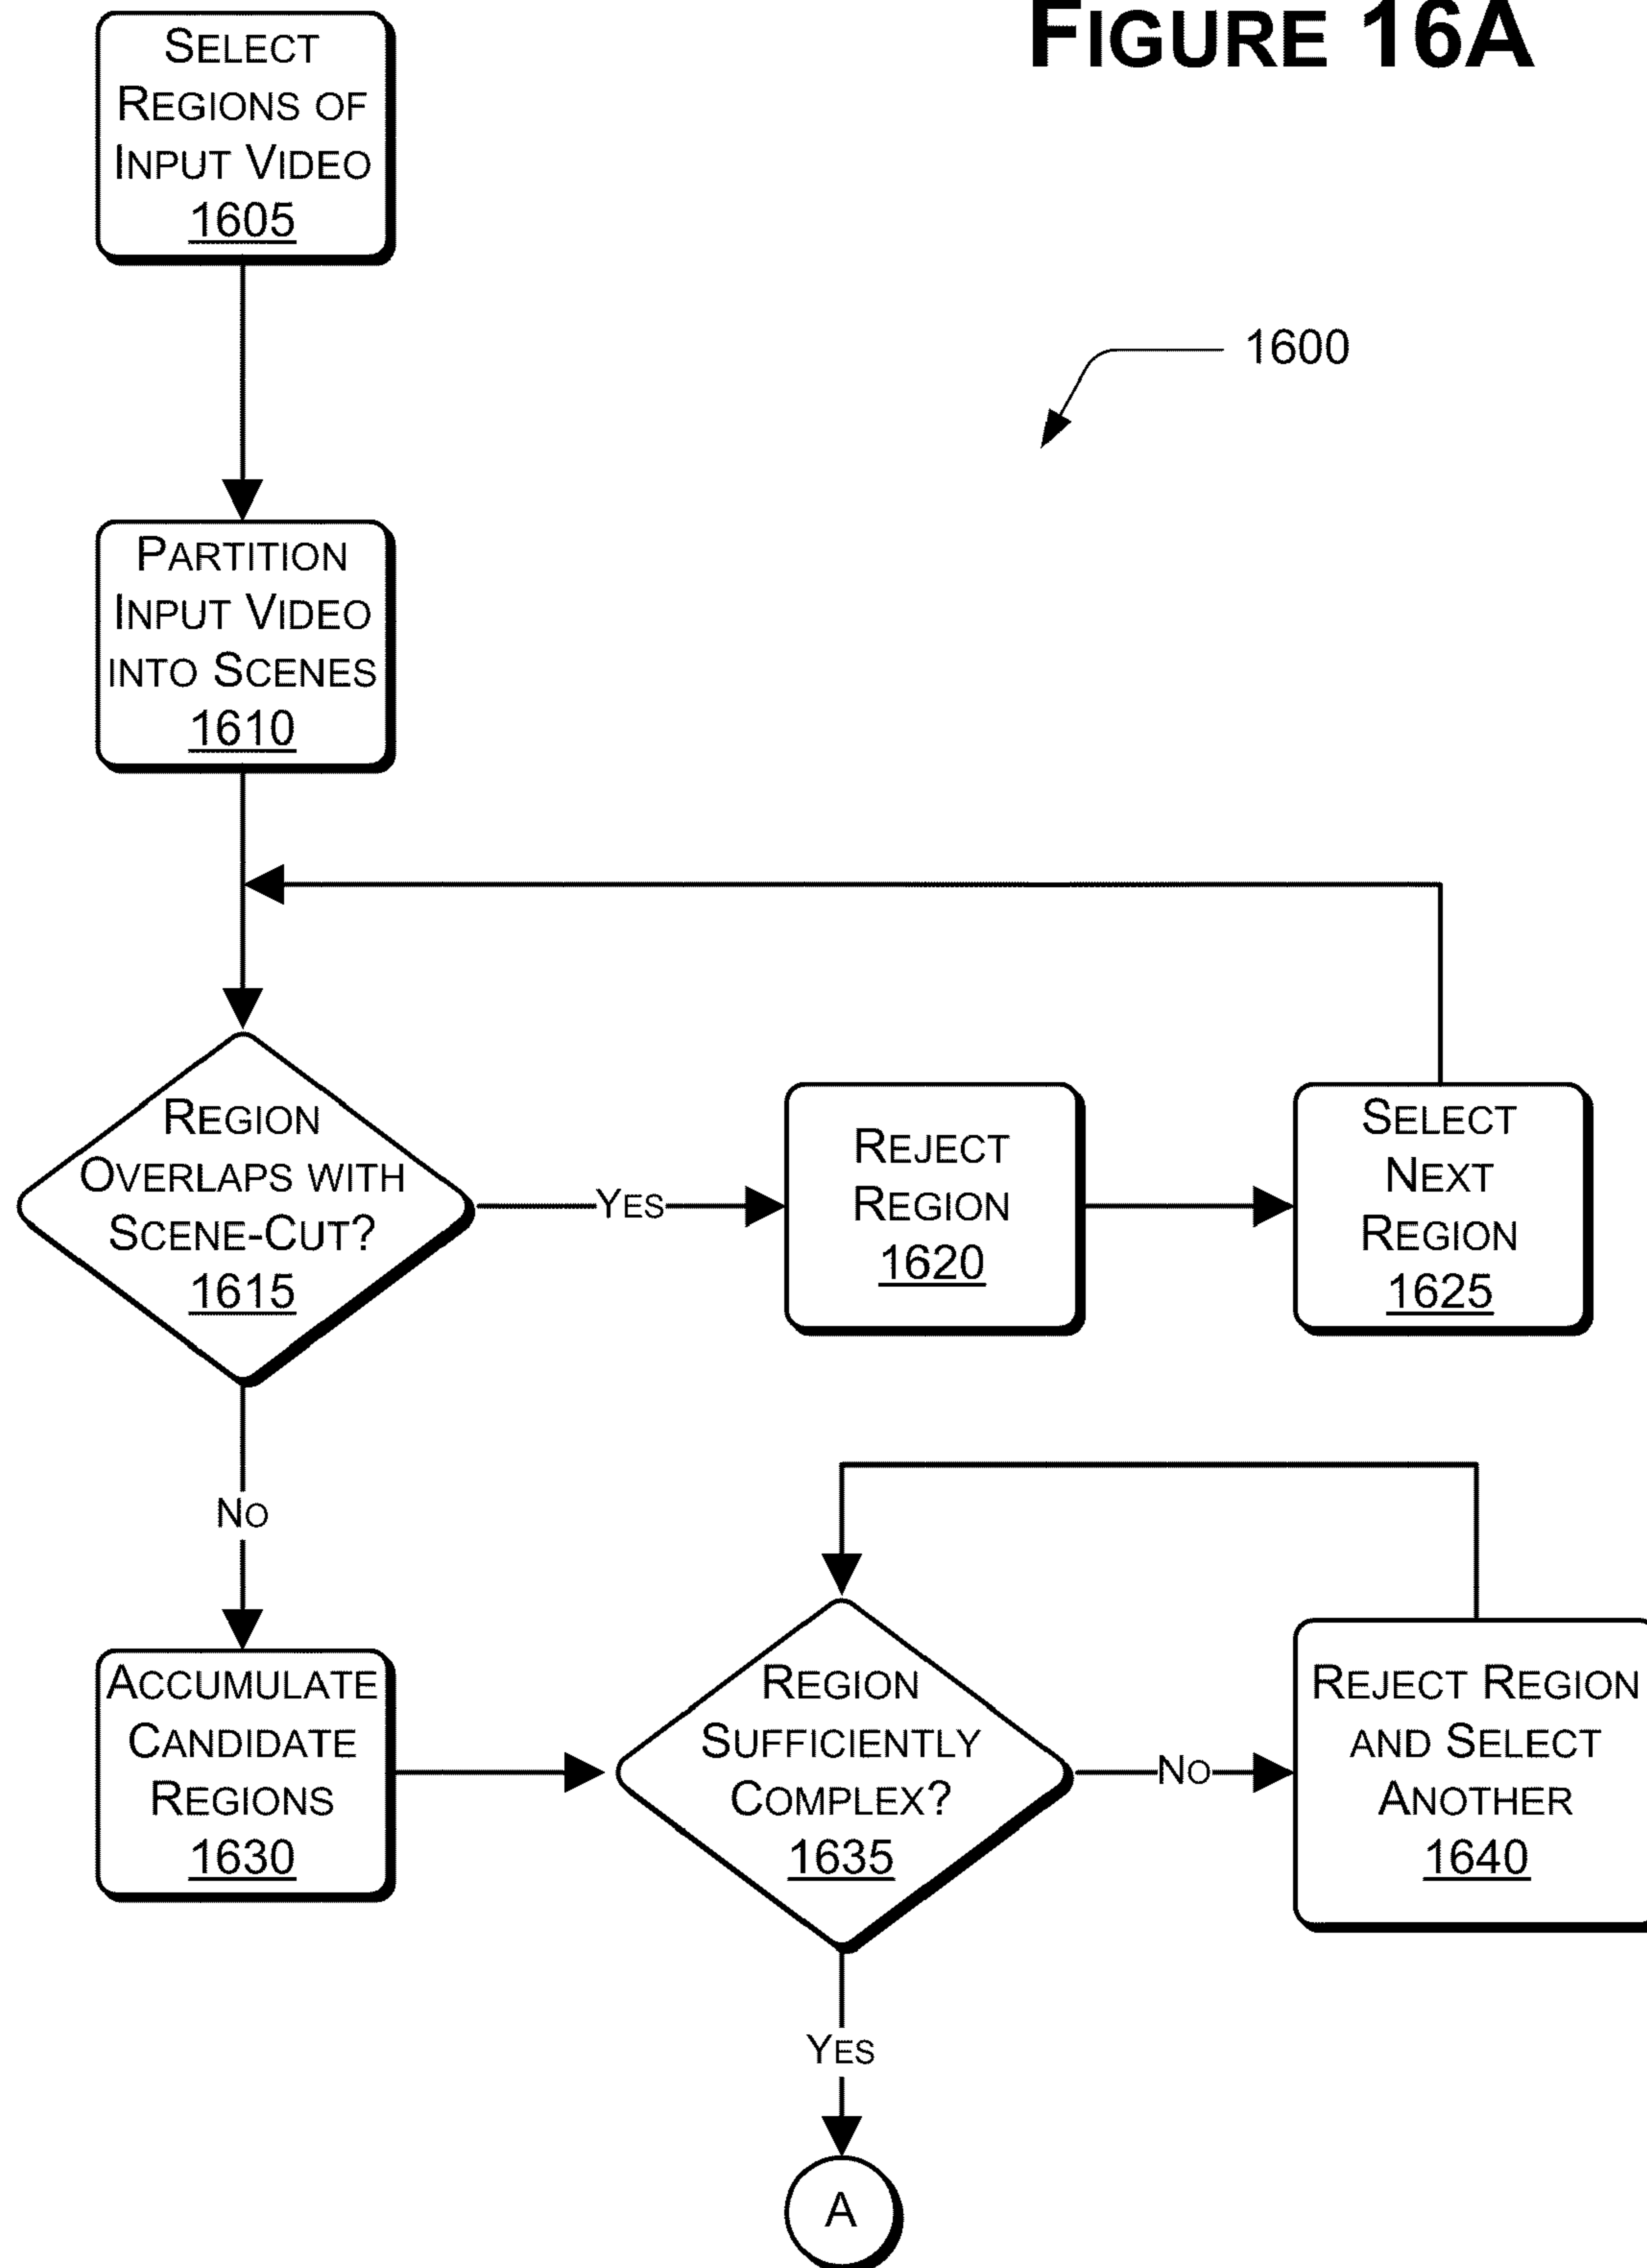 FIGURE 16A
SELECT
REGIONS OF
INPUT VIDEO
1605
1600
PARTITION
INPUT VIDEO
INTO SCENES
1610
REGION
OVERLAPS WITH
SCENE-CUT?
1615
YES
REJECT
REGION
1620
SELECT
NEXT
REGION
1625
NO
ACCUMULATE
CANDIDATE
REGIONS
1630
REGION
SUFFICIENTLY
COMPLEX?
1635
NO
REJECT REGION
AND SELECT
ANOTHER
1640
YES
A